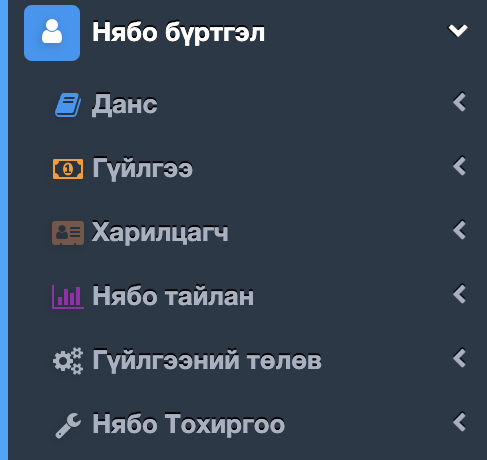 Нябо бүртгэл
Данс
Гүйлгээ
Харилцагч
Нябо тайлан
Гүйлгээний төлөв
Нябо Тохиргоо